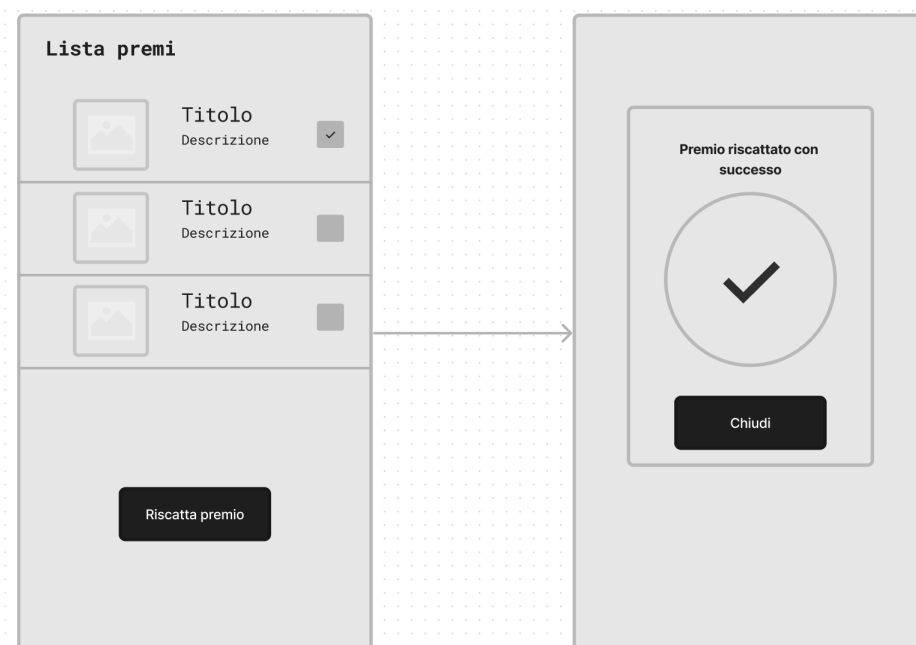 Lista premi
Titolo
Descrizione
Titolo
Descrizione
Titolo
Descrizione
Riscatta premio
Premio riscattato con
successo
Chiudi